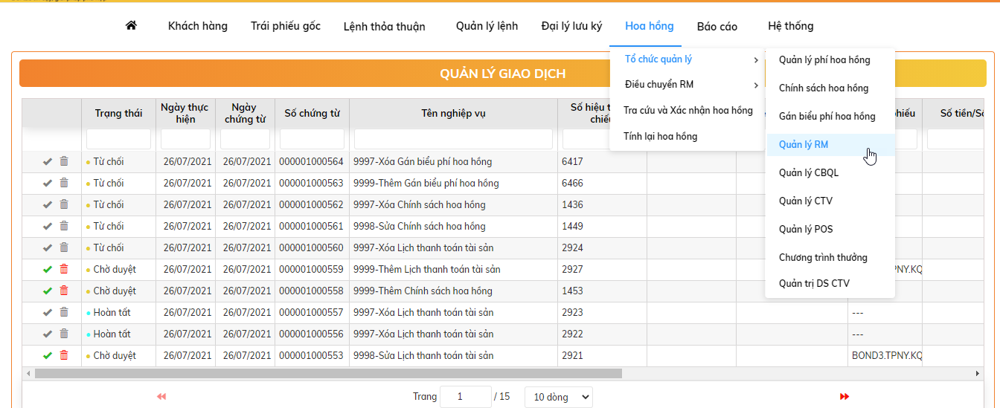 Khách hàng Trái phiếu gốc Lệnh thỏa thuận Quản lý lệnh Đại lý lưu ký Hoa hồng Báo cáo Hệ thống
Tổ chức quản lý
Điều chuyển RM
Tra cứu và Xác nhận hoa hồng
Tính lại hoa hồng
Quản lý phí hoa hồng
Chính sách hoa hồng
Gán biểu phí hoa hồng
Quản lý RM
Quản lý CBQL
Quản lý CTV
Quản lý POS
Chương trình thưởng
Quản trị DS CTV
QUẢN LÝ GIAO DỊCH
Trạng thái Ngày thực hiện Ngày chứng từ Số chứng từ Tên nghiệp vụ Số hiệu Số tiền/
Từ chối 26/07/2021 26/07/2021 000001000564 9997-Xóa Gán biểu phí hoa hồng 6417
Từ chối 26/07/2021 26/07/2021 000001000563 9999-Thêm Gán biểu phí hoa hồng 6466
Từ chối 26/07/2021 26/07/2021 000001000562 9997-Xóa Chính sách hoa hồng 1436
Từ chối 26/07/2021 26/07/2021 000001000561 9998-Sửa Chính sách hoa hồng 1449
Từ chối 26/07/2021 26/07/2021 000001000560 9997-Xóa Lịch thanh toán tài sản 2924
Chờ duyệt 26/07/2021 26/07/2021 000001000559 9999-Thêm Lịch thanh toán tài sản 2927
Chờ duyệt 26/07/2021 26/07/2021 000001000558 9999-Thêm Chính sách hoa hồng 1453
Hoàn tất 26/07/2021 26/07/2021 000001000557 9997-Xóa Lịch thanh toán tài sản 2923 ---
Hoàn tất 26/07/2021 26/07/2021 000001000556 9997-Xóa Lịch thanh toán tài sản 2922 ---
Chờ duyệt 26/07/2021 26/07/2021 000001000553 9998-Sửa Lịch thanh toán tài sản 2921 BOND3.TPNY.KQ
Trang 1 / 15 10 dòng